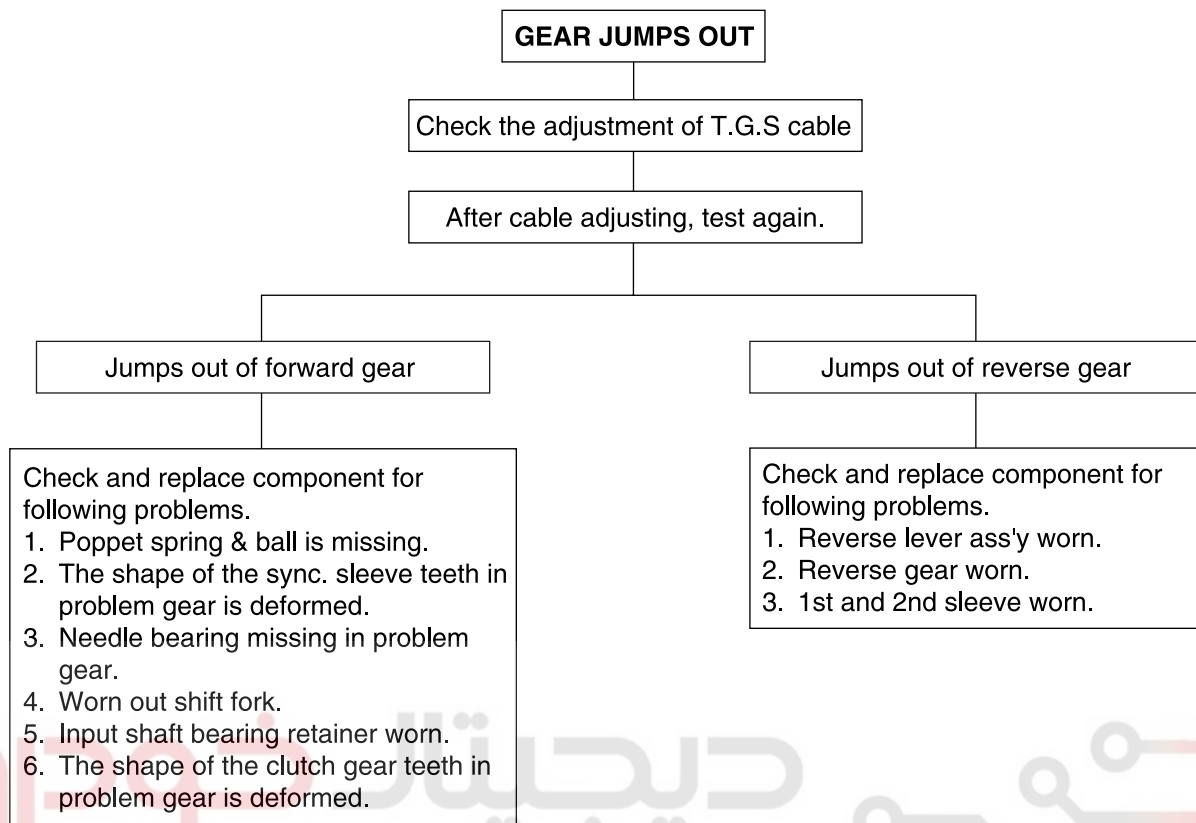 GEAR JUMPS OUT
Check the adjustment of T.G.S cable
After cable adjusting, test again.
Jumps out of forward gear
Check and replace component for
following problems.
1. Poppet spring & ball is missing.
2. The shape of the sync. sleeve teeth in
problem gear is deformed.
3. Needle bearing missing in problem
gear.
4. Worn out shift fork.
5. Input shaft bearing retainer worn.
6. The shape of the clutch gear teeth in
problem gear is deformed.
Jumps out of reverse gear
Check and replace component for
following problems.
1. Reverse lever ass'y worn.
2. Reverse gear worn.
3. 1st and 2nd sleeve worn.
دیجیتال خودرو